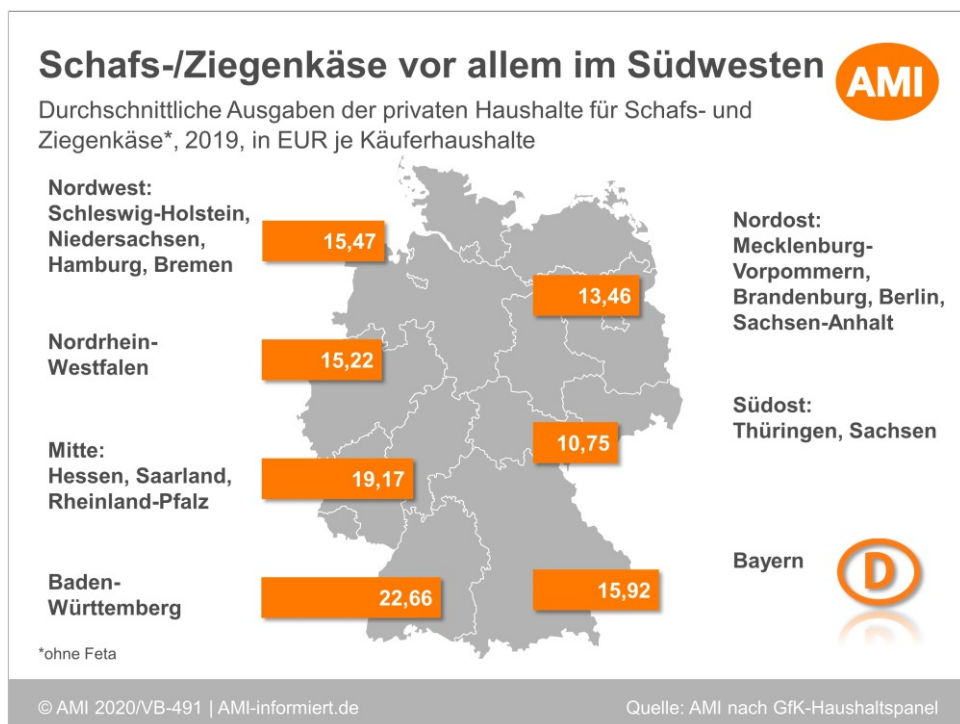 Schafs-/Ziegenkäse vor allem im Südwesten
AMI
Durchschnittliche Ausgaben der privaten Haushalte für Schafs- und
Ziegenkäse*, 2019, in EUR je Käuferhaushalte
Nordwest:
Schleswig-Holstein,
Niedersachsen,
Hamburg, Bremen
15,47
Nordost:
Mecklenburg-
Vorpommern,
Brandenburg, Berlin,
Sachsen-Anhalt
13,46
Nordrhein-
Westfalen
15,22
Südost:
Thüringen, Sachsen
10,75
Mitte:
Hessen, Saarland,
Rheinland-Pfalz
19,17
Baden-
Württemberg
22,66
Bayern
15,92
D
*ohne Feta
© AMI 2020/VB-491 | AMI-informiert.de
Quelle: AMI nach GfK-Haushaltspanel